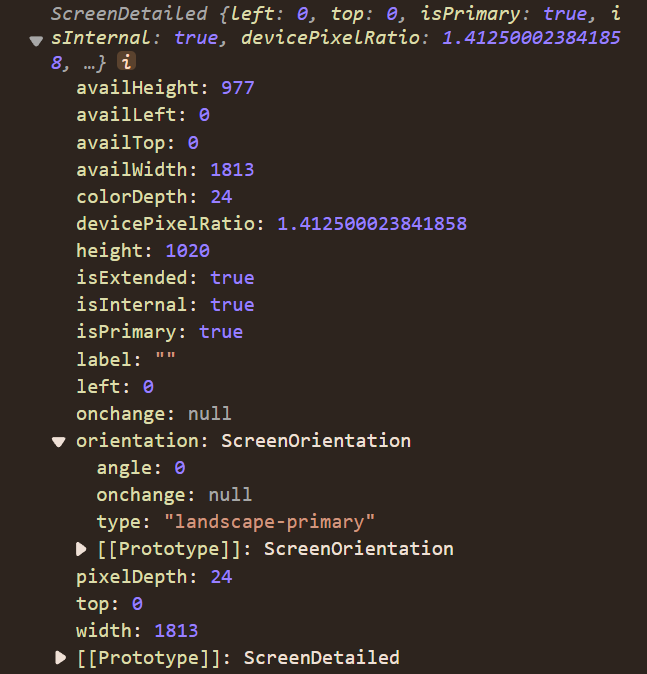 ScreenDetailed {left: 0, top: 0, isPrimary: true, i
sInternal: true, devicePixelRatio: 1.41250002384185
8, …} i
availHeight: 977
availLeft: 0
availTop: 0
availWidth: 1813
colorDepth: 24
devicePixelRatio: 1.412500023841858
height: 1020
isExtended: true
isInternal: true
isPrimary: true
label: ""
left: 0
onchange: null
orientation: ScreenOrientation
angle: 0
onchange: null
type: "landscape-primary"
[[Prototype]]: ScreenOrientation
pixelDepth: 24
top: 0
width: 1813
[[Prototype]]: ScreenDetailed